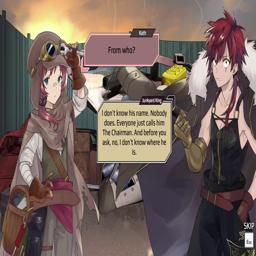 Kath
From who?
Junkyard King
I don't know his name. Nobody
does. Everyone just calls him
The Chairman. And before you
ask, no, I don't know where he
is.
SKIP
Esc